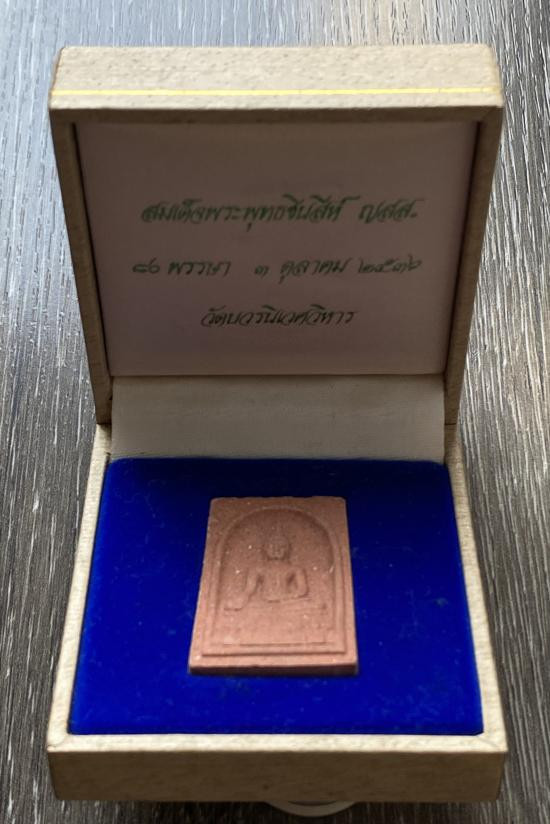 สมเด็จพระพุทธชินสีห์ ญสส.
๘๐ พรรษา ๓ ตุลาคม ๒๕๓๖
วัดบวรนิเวศวิหาร